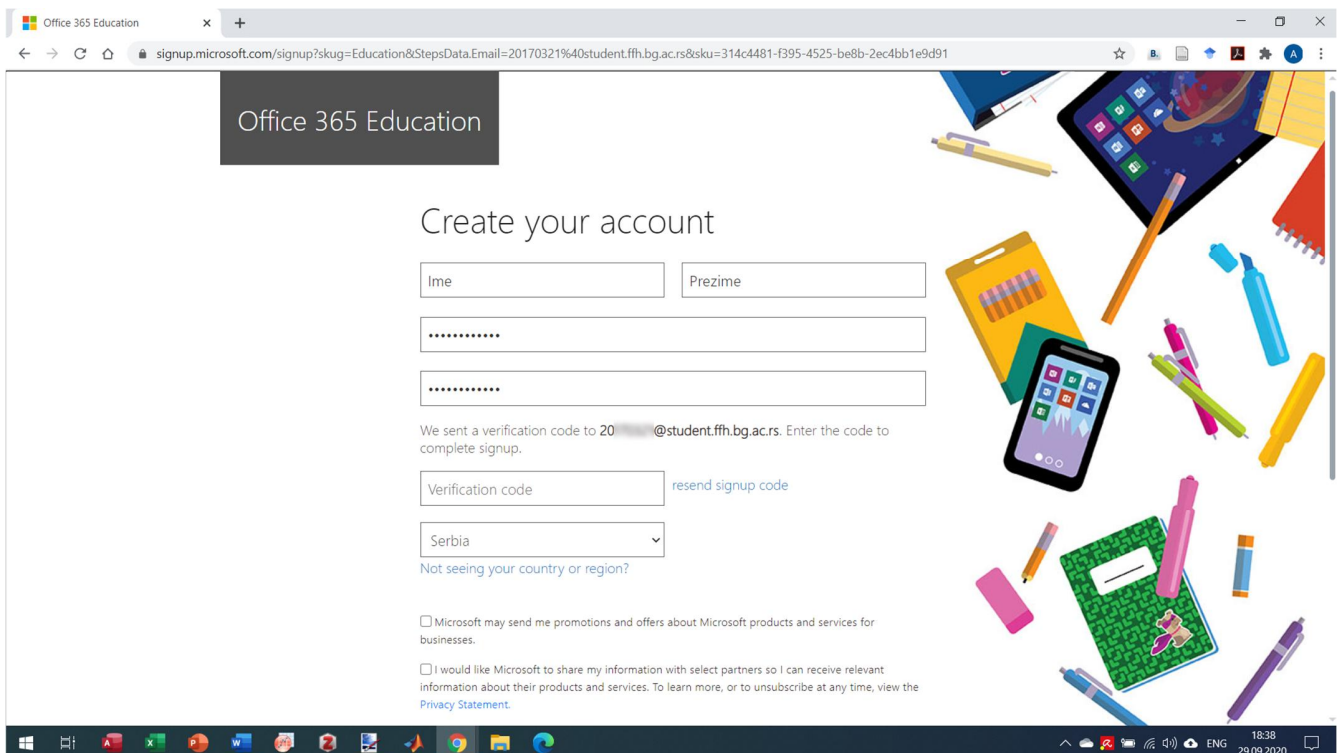 Office 365 Education
signup.microsoft.com/signup?skug=Education&StepsData.Email=20170321%40student.ffh.bg.ac.rs&sku=314c4481-f395-4525-be8b-2ec4bb1e9d91
Office 365 Education
Create your account
Ime
Prezime
We sent a verification code to 20 @student.ffh.bg.ac.rs. Enter the code to
complete signup.
Verification code
resend signup code
Serbia
Not seeing your country or region?
Microsoft may send me promotions and offers about Microsoft products and services for
businesses.
I would like Microsoft to share my information with select partners so I can receive relevant
information about their products and services. To learn more, or to unsubscribe at any time, view the
Privacy Statement.
ENG
18:38
29.09.2020